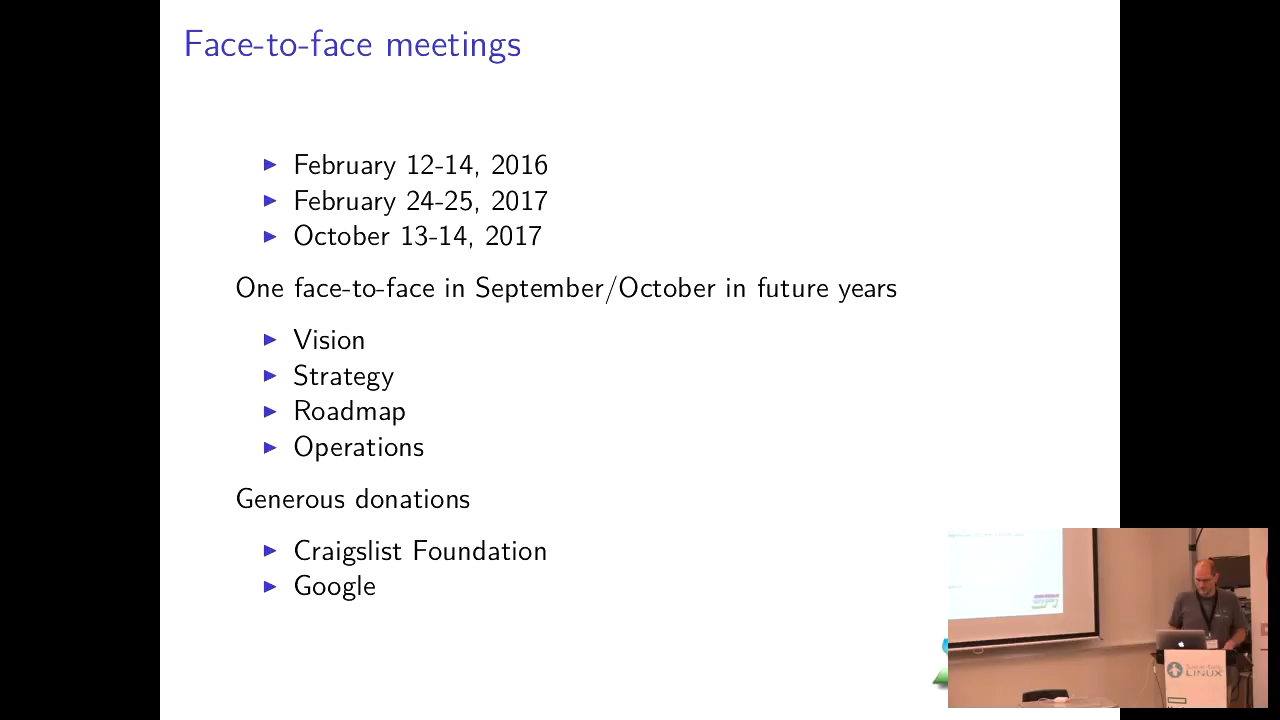 Face-to-face meetings
February 12-14, 2016
February 24-25, 2017
October 13-14, 2017
One face-to-face in September/October in future years
Vision
Strategy
Roadmap
Operations
Generous donations
Craigslist Foundation
Google
LINUX